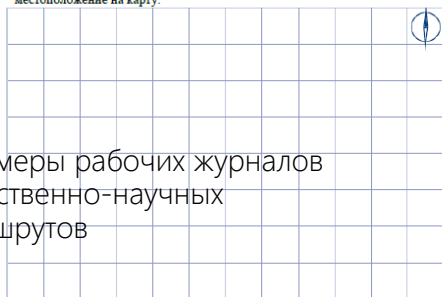 местоположение на карту.
меры рабочих журналов
ственно-научных
шрутов